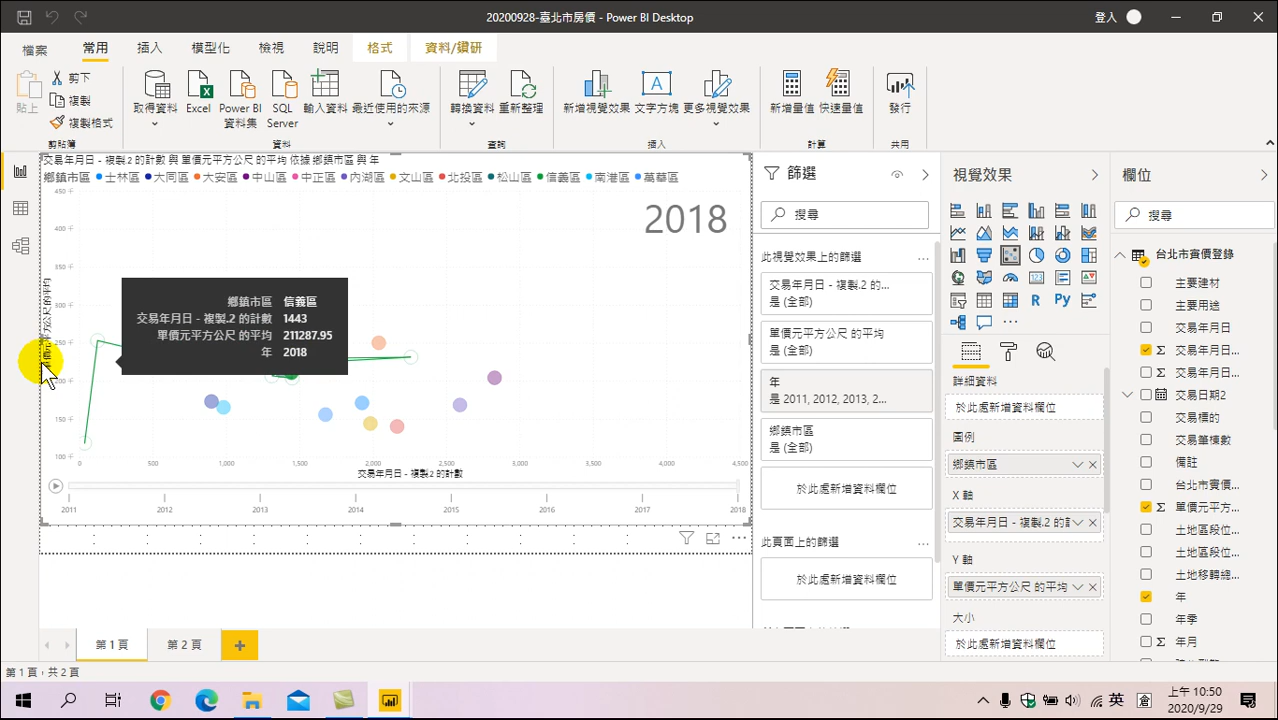 20200928-臺北市房價 - Power BI Desktop
登入
檔案
常用
插入
模型化
檢視
說明
格式
資料/鑽研
貼上
剪下
複製
複製格式
剪貼簿
取得資料
Excel
Power BI 資料集
SQL Server
輸入資料
最近使用的來源
資料
轉換資料
重新整理
查詢
新增視覺效果
文字方塊
更多視覺效果
插入
新增量值
快速量值
計算
發行
共用
交易年月日 - 複製.2 的計數 與 單價元平方公尺 的平均 依據 鄉鎮市區 與 年
鄉鎮市區 士林區 大同區 大安區 中山區 中正區 內湖區 文山區 北投區 松山區 信義區 南港區 萬華區
2018
450 千
400 千
350 千
300 千
250 千
200 千
150 千
100 千
鄉鎮市區 信義區
交易年月日 - 複製.2 的計數 1443
單價元平方公尺 的平均 211287.95
年 2018
0 500 1,000 1,500 2,000 2,500 3,000 3,500 4,000 4,500
交易年月日 - 複製.2 的計數
2011 2012 2013 2014 2015 2016 2017 2018
篩選
搜尋
此視覺效果上的篩選
交易年月日 - 複製.2 的...
是 (全部)
單價元平方公尺 的平均
是 (全部)
年
是 2011, 2012, 2013, 2...
鄉鎮市區
是 (全部)
於此處新增資料欄位
此頁面上的篩選
於此處新增資料欄位
視覺效果
R
Py
詳細資料
於此處新增資料欄位
圖例
鄉鎮市區
X 軸
交易年月日 - 複製.2 的計
Y 軸
單價元平方公尺 的平均
大小
於此處新增資料欄位
欄位
搜尋
台北市實價登錄
主要建材
主要用途
交易年月日
交易年月日...
交易年月日...
交易日期2
交易標的
交易筆棟數
備註
台北市實價...
單價元平方...
土地區段位...
土地區段位...
土地移轉總...
年
年季
年月
第 1 頁
第 2 頁
第 1 頁，共 2 頁
英
倉
上午 10:50
2020/9/29